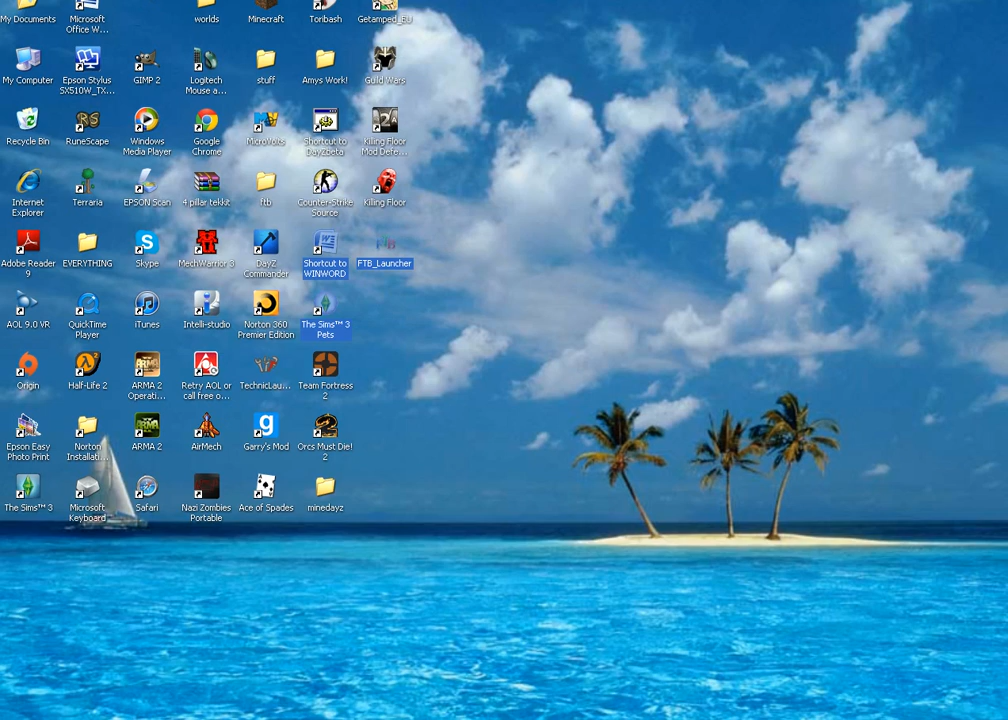 My Documents
Microsoft
Office W...
worlds
Minecraft
Toribash
Getamped_EU
My Computer
Epson Stylus
SX510W_TX...
GIMP 2
Logitech
Mouse a...
stuff
Amys Work!
Guild Wars
Recycle Bin
RuneScape
Windows
Media Player
Google
Chrome
MicroVolts
Shortcut to
DayZbeta
Killing Floor
Mod Defe...
Internet
Explorer
Terraria
EPSON Scan
4 pillar tekkit
ftb
Counter-Strike
Source
Killing Floor
Adobe Reader
9
EVERYTHING
Skype
MechWarrior 3
DayZ
Commander
Shortcut to
WINWORD
FTB_Launcher
AOL 9.0 VR
QuickTime
Player
iTunes
Intelli-studio
Norton 360
Premier Edition
The Sims™ 3
Pets
Origin
Half-Life 2
ARMA 2
Operati...
Retry AOL or
call free o...
TechnicLau...
Team Fortress
2
Epson Easy
Photo Print
Norton
Installati...
ARMA 2
AirMech
Garry's Mod
Orcs Must Die!
2
The Sims™ 3
Microsoft
Keyboard
Safari
Nazi Zombies
Portable
Ace of Spades
minedayz